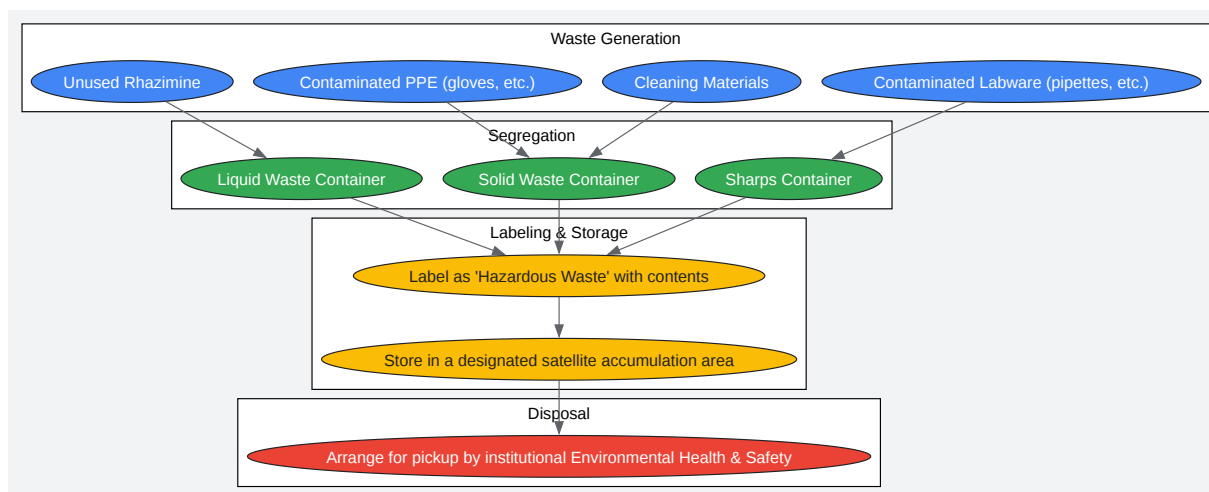 Waste Generation
Unused Rhazimine
Contaminated PPE (gloves, etc.)
Cleaning Materials
Contaminated Labware (pipettes, etc.)
Segregation
Liquid Waste Container
Solid Waste Container
Sharps Container
Labeling & Storage
Label as 'Hazardous Waste' with contents
Store in a designated satellite accumulation area
Disposal
Arrange for pickup by institutional Environmental Health & Safety